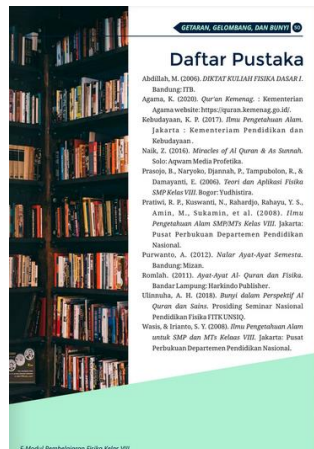 GETARAN, GELOMBANG, DAN BUNYI 50
Daftar Pustaka
Abdillah, M. (2006). DIKTAT KULIAH FISIKA DASAR I.
Bandung: ITB.
Agama, K. (2020). Qur'an Kemenag. : Kementerian
Agama website: https://quran.kemenag.go.id/.
Kebudayaan, K. P. (2017). Ilmu Pengetahuan Alam.
Jakarta : Kementeriam Pendidikan dan
Kebudayaan.
Naik, Z. (2016). Miracles of Al Quran & As Sunnah.
Solo: Aqwam Media Profetika.
Prasojo, B., Naryoko, Djannah, P., Tampubolon, R., &
Damayanti, E. (2006). Teori dan Aplikasi Fisika
SMP Kelas VIII. Bogor: Yudhistira.
Pratiwi, R. P., Kuswanti, N., Rahardjo, Rahayu, Y. S.,
Amin, M., Sukamin, et al. (2008). Ilmu
Pengetahuan Alam SMP/MTs Kelas VIII. Jakarta:
Pusat Perbukuan Departemen Pendidikan
Nasional.
Purwanto, A. (2012). Nalar Ayat-Ayat Semesta.
Bandung: Mizan.
Romlah. (2011). Ayat-Ayat Al- Quran dan Fisika.
Bandar Lampung: Harkindo Publisher.
Ulinnuha, A. H. (2018). Bunyi dalam Perspektif Al
Quran dan Sains. Prosiding Seminar Nasional
Pendidikan Fisika FITK UNSIQ.
Wasis, & Irianto, S. Y. (2008). Ilmu Pengetahuan Alam
untuk SMP dan MTs Kelaas VIII. Jakarta: Pusat
Perbukuan Departemen Pendidikan Nasional.
E-Modul Pembelajaran Fisika Kelas VIII